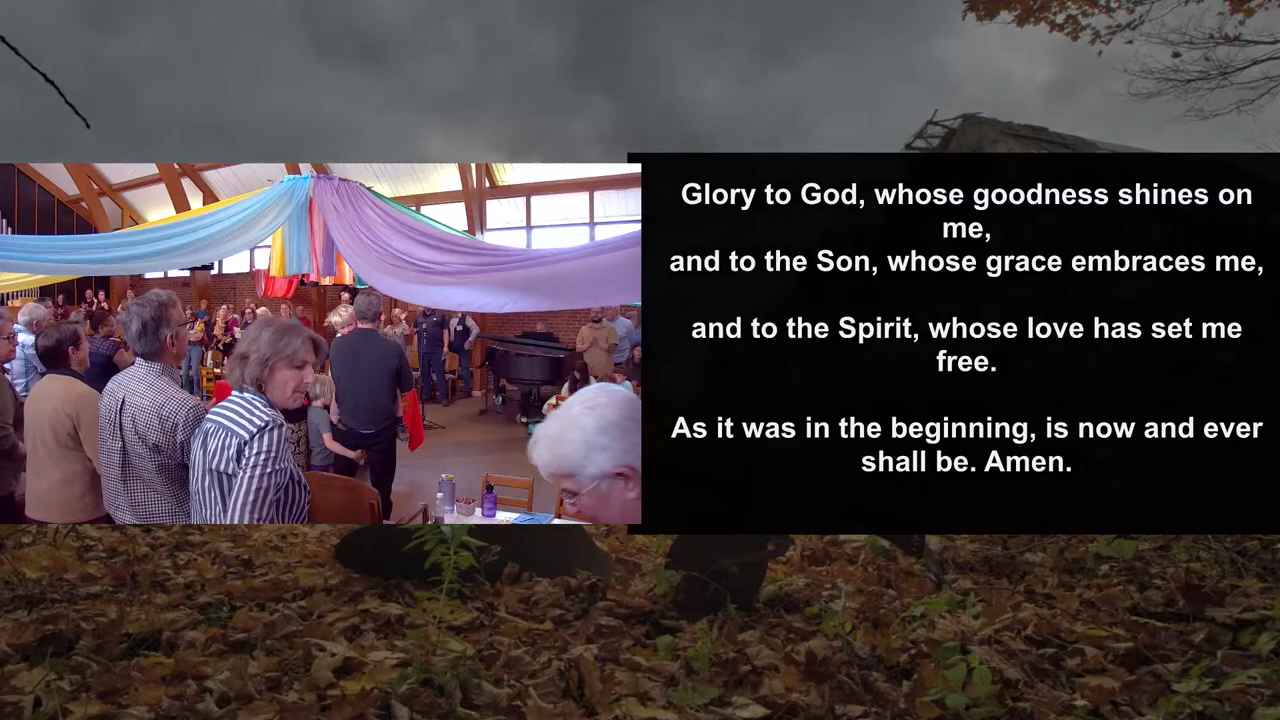 Glory to God, whose goodness shines on
me,
and to the Son, whose grace embraces me,
and to the Spirit, whose love has set me
free.
As it was in the beginning, is now and ever
shall be. Amen.